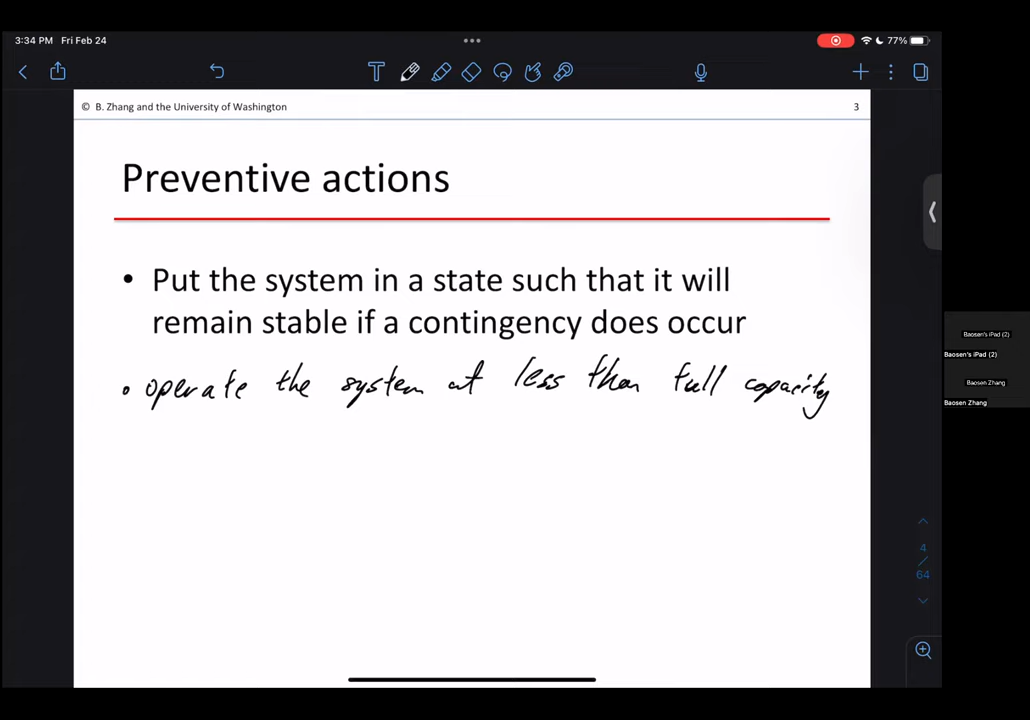 3:34 PM Fri Feb 24
77%
T
© B. Zhang and the University of Washington
3
Preventive actions
• Put the system in a state such that it will
remain stable if a contingency does occur
• operate the system at less than full capacity
Baosen's iPad (2)
Baosen's iPad (2)
Baosen Zhang
Baosen Zhang
4
/
64